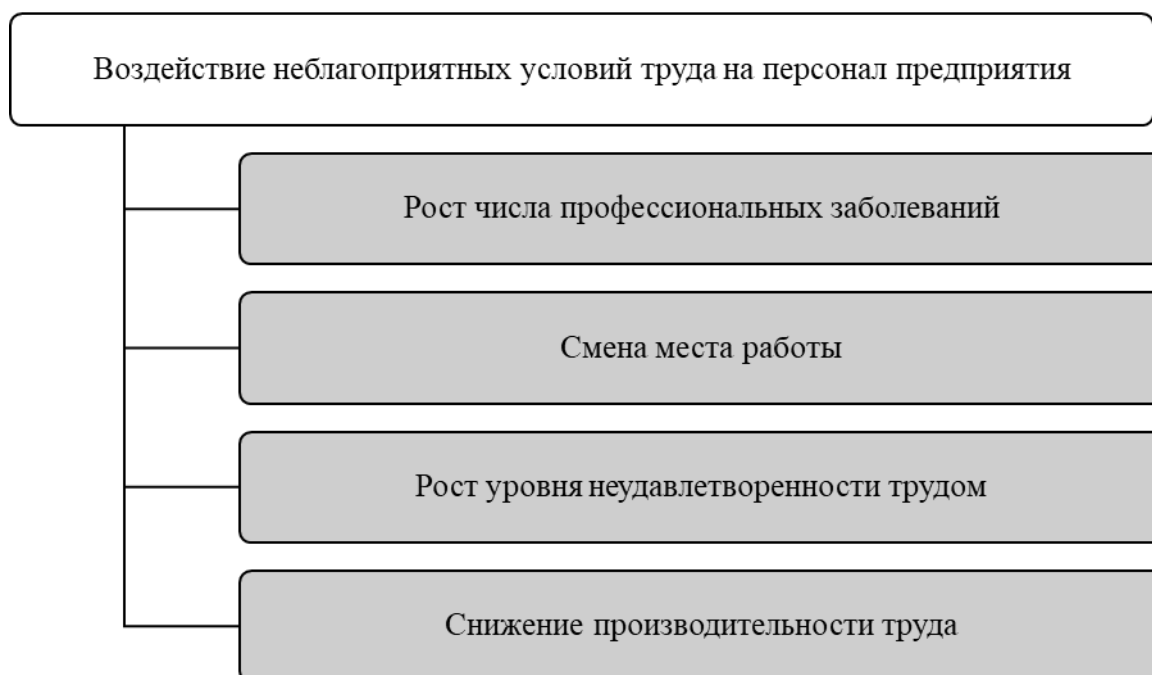 Воздействие неблагоприятных условий труда на персонал предприятия
Рост числа профессиональных заболеваний
Смена места работы
Рост уровня неудавлетворенности трудом
Снижение производительности труда